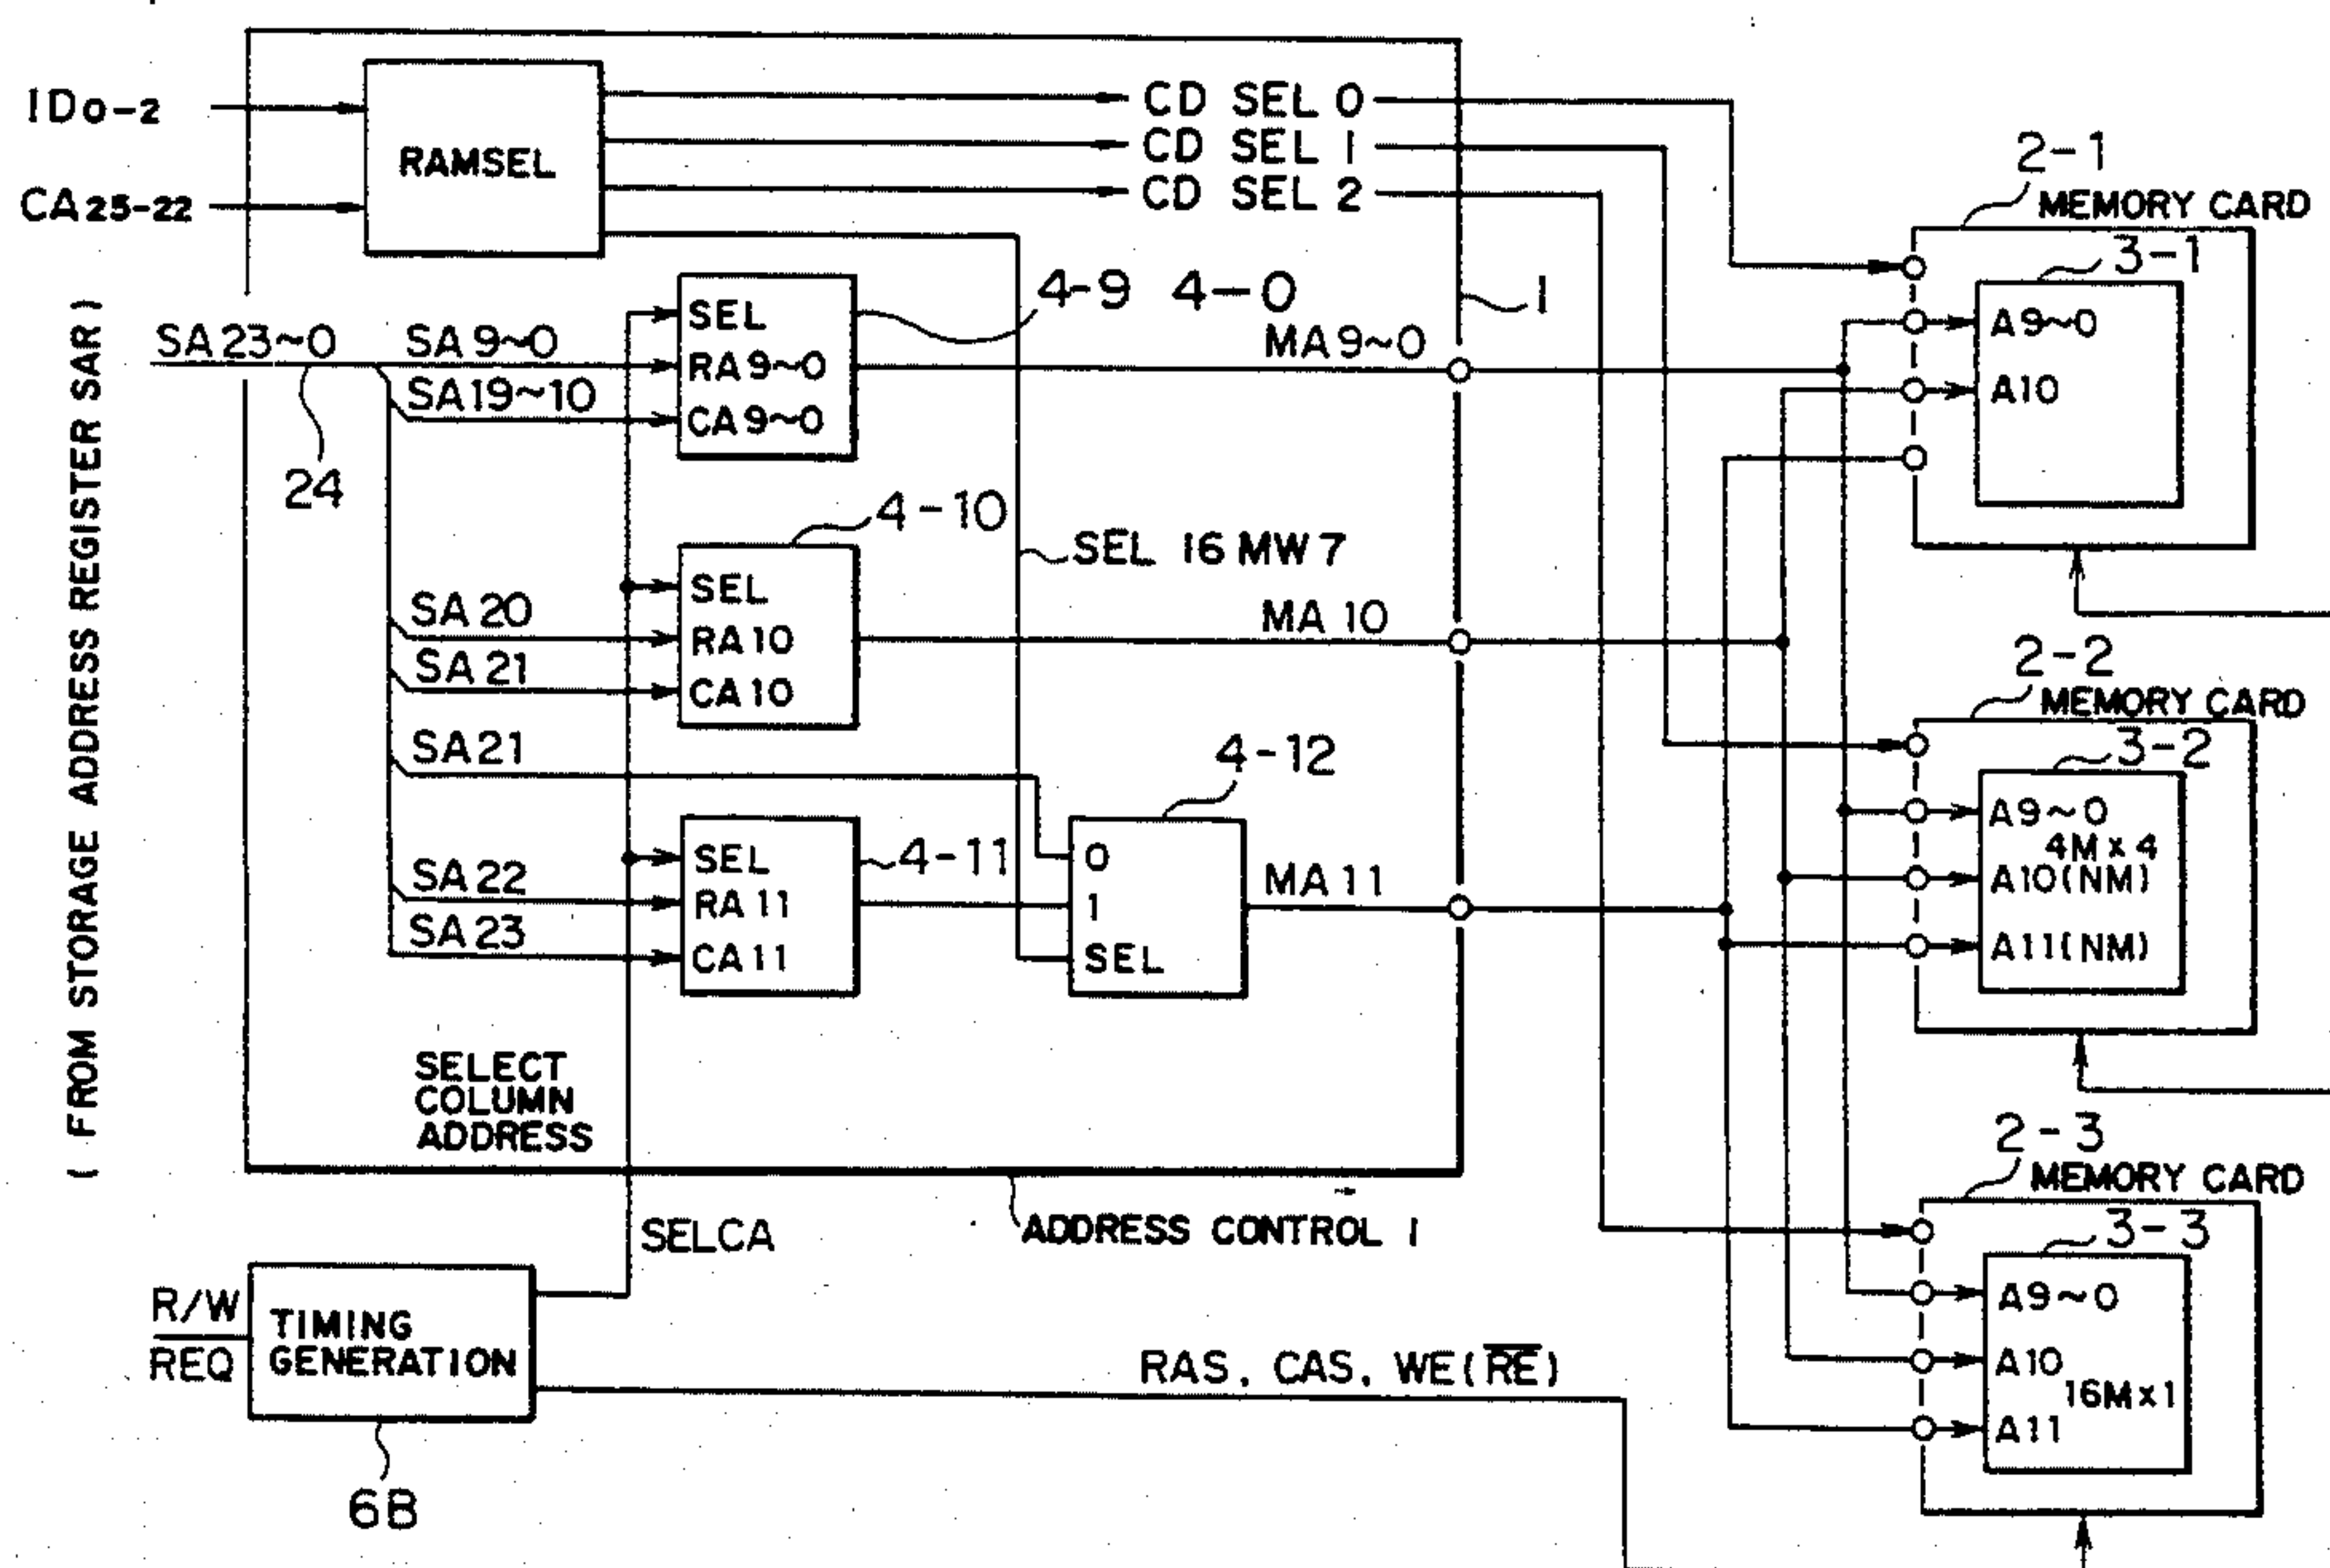 ID0-2
CA25-22
RAMSEL
CD SEL 0
CD SEL 1
CD SEL 2
2-1
MEMORY CARD
3-1
A9~0
A10
(FROM STORAGE ADDRESS REGISTER SAR)
SA23~0
24
SA9~0
SA19~10
SEL
RA9~0
CA9~0
4-9 4-0
MA9~0
1
4-10
SA20
SA21
SEL
RA10
CA10
SEL 16 MW7
MA10
2-2
MEMORY CARD
3-2
A9~0
4M×4
A10(NM)
A11(NM)
SA21
4-12
SA22
SA23
SEL
RA11
CA11
4-11
0
1
SEL
MA11
SELECT
COLUMN
ADDRESS
SELCA
ADDRESS CONTROL 1
2-3
MEMORY CARD
3-3
A9~0
A10
16M×1
A11
R/W
REQ
TIMING
GENERATION
6B
RAS, CAS, WE(R̅E̅)